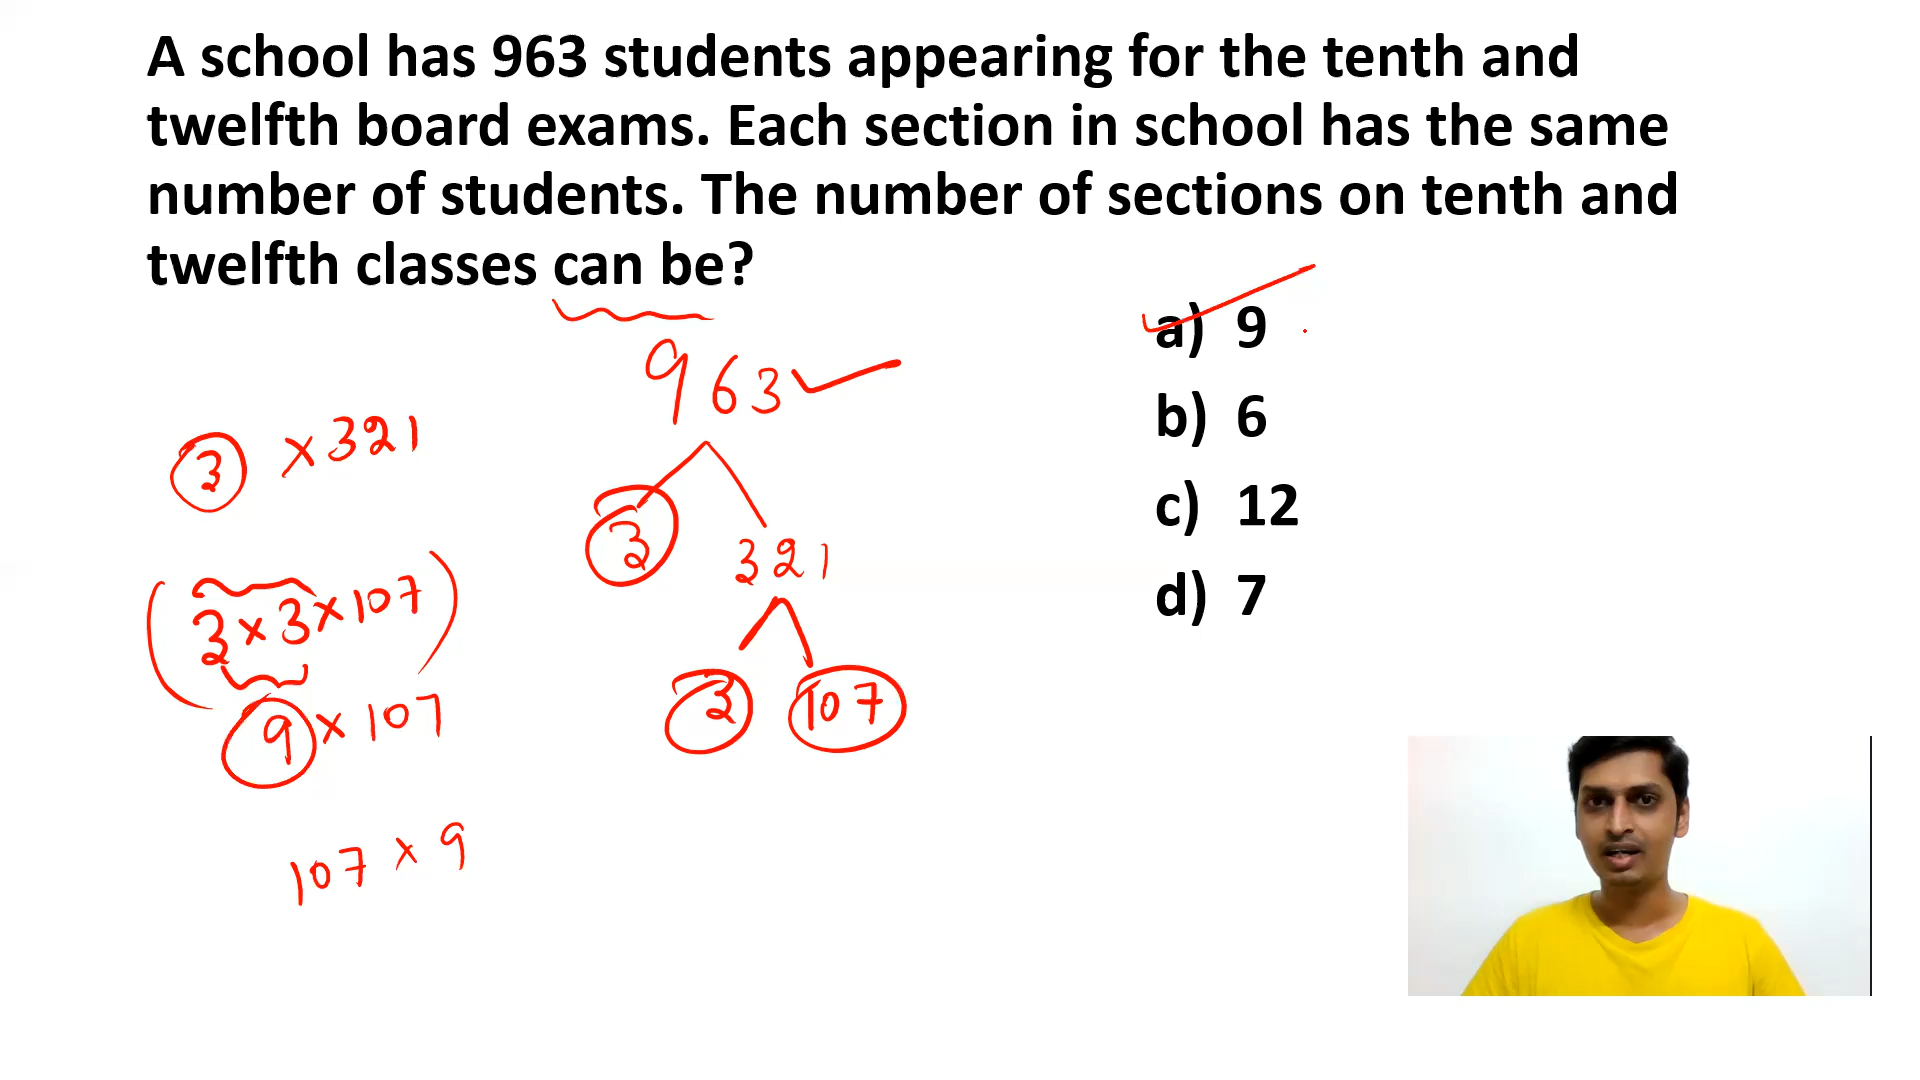 A school has 963 students appearing for the tenth and
twelfth board exams. Each section in school has the same
number of students. The number of sections on tenth and
twelfth classes can be?
a) 9
b) 6
c) 12
d) 7
963
3 321
3 107
3 × 321
(3×3×107)
9 × 107
107 × 9